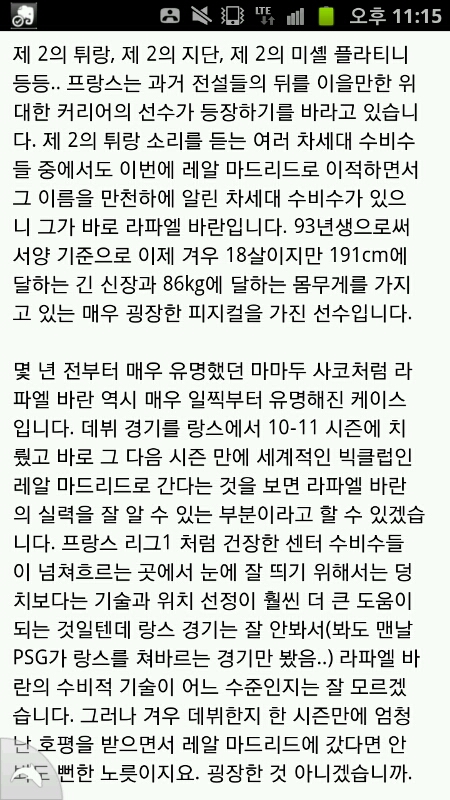 LTE 오후 11:15
제 2의 튀랑, 제 2의 지단, 제 2의 미셸 플라티니
등등.. 프랑스는 과거 전설들의 뒤를 이을만한 위
대한 커리어의 선수가 등장하기를 바라고 있습니
다. 제 2의 튀랑 소리를 듣는 여러 차세대 수비수
들 중에서도 이번에 레알 마드리드로 이적하면서
그 이름을 만천하에 알린 차세대 수비수가 있으
니 그가 바로 라파엘 바란입니다. 93년생으로써
서양 기준으로 이제 겨우 18살이지만 191cm에
달하는 긴 신장과 86kg에 달하는 몸무게를 가지
고 있는 매우 굉장한 피지컬을 가진 선수입니다.
몇 년 전부터 매우 유명했던 마마두 사코처럼 라
파엘 바란 역시 매우 일찍부터 유명해진 케이스
입니다. 데뷔 경기를 랑스에서 10-11 시즌에 치
뤘고 바로 그 다음 시즌 만에 세계적인 빅클럽인
레알 마드리드로 간다는 것을 보면 라파엘 바란
의 실력을 잘 알 수 있는 부분이라고 할 수 있겠습
니다. 프랑스 리그1 처럼 건장한 센터 수비수들
이 넘쳐흐르는 곳에서 눈에 잘 띄기 위해서는 덩
치보다는 기술과 위치 선정이 훨씬 더 큰 도움이
되는 것일텐데 랑스 경기는 잘 안봐서(봐도 맨날
PSG가 랑스를 쳐바르는 경기만 봤음..) 라파엘 바
란의 수비적 기술이 어느 수준인지는 잘 모르겠
습니다. 그러나 겨우 데뷔한지 한 시즌만에 엄청
난 호평을 받으면서 레알 마드리드에 갔다면 안
뻔한 노릇이지요. 굉장한 것 아니겠습니까.